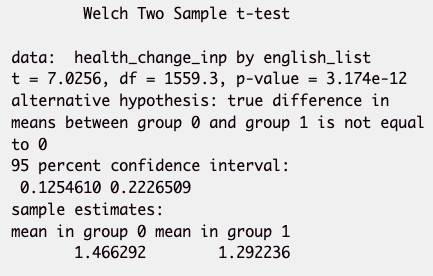 Welch Two Sample t-test
data:  health_change_inp by english_list
t = 7.0256, df = 1559.3, p-value = 3.174e-12
alternative hypothesis: true difference in
means between group 0 and group 1 is not equal
to 0
95 percent confidence interval:
 0.1254610 0.2226509
sample estimates:
mean in group 0 mean in group 1
       1.466292        1.292236